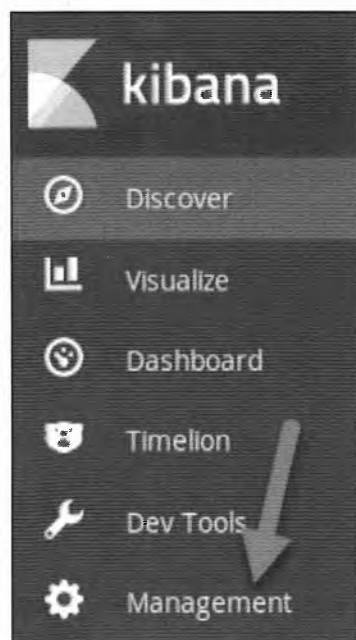 kibana
Discover
Visualize
Dashboard
Timelion
Dev Tools
Management